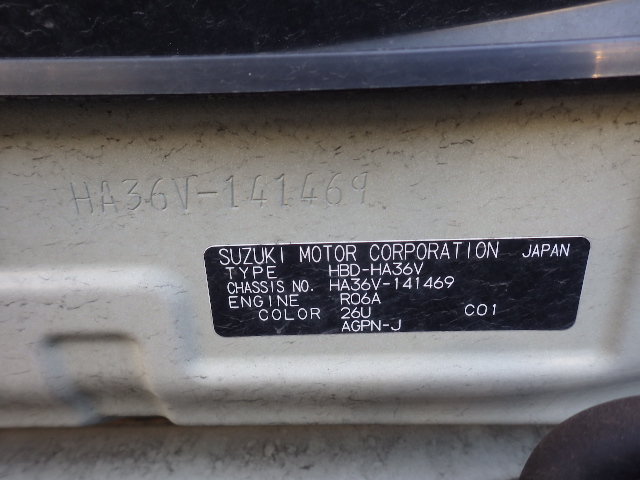 HA36V-141469
SUZUKI MOTOR CORPORATION JAPAN
TYPE HBD-HA36V
CHASSIS NO. HA36V-141469
ENGINE R06A
COLOR 26U C01
AGPN-J